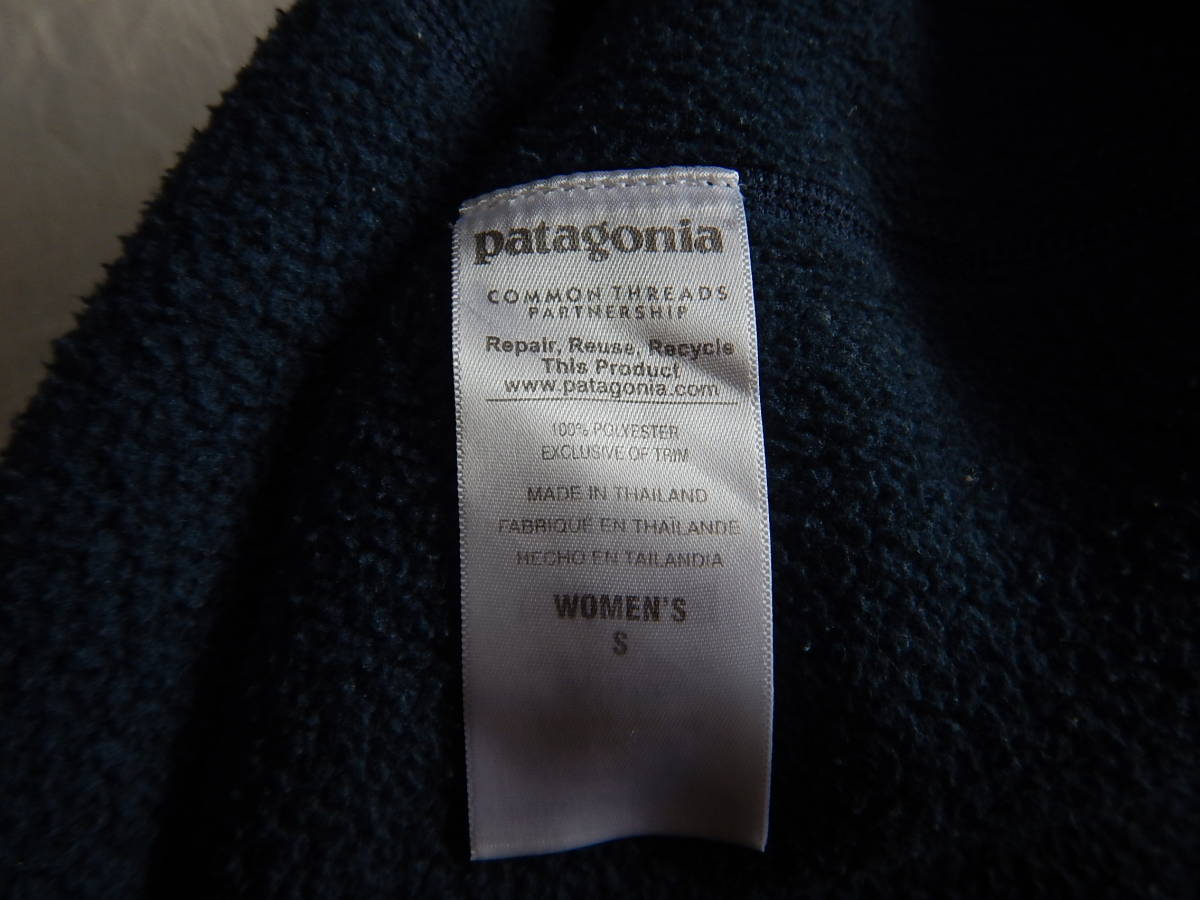 patagonia
COMMON THREADS
PARTNERSHIP
Repair, Reuse, Recycle
This Product
www.patagonia.com
100% POLYESTER
EXCLUSIVE OF TRIM
MADE IN THAILAND
FABRIQUÉ EN THAILANDE
HECHO EN TAILANDIA
WOMEN'S
S